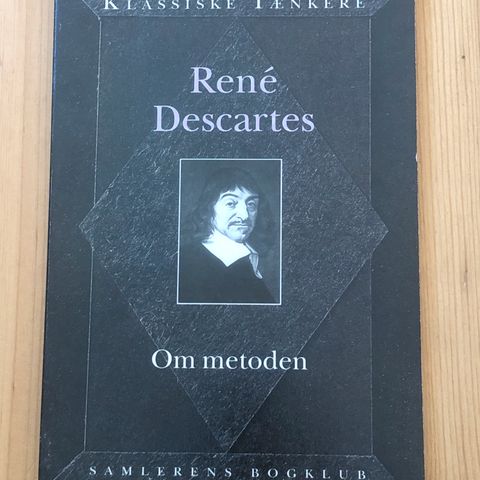 KLASSISKE TÆNKERE
René
Descartes
Om metoden
SAMLERENS BOGKLUB